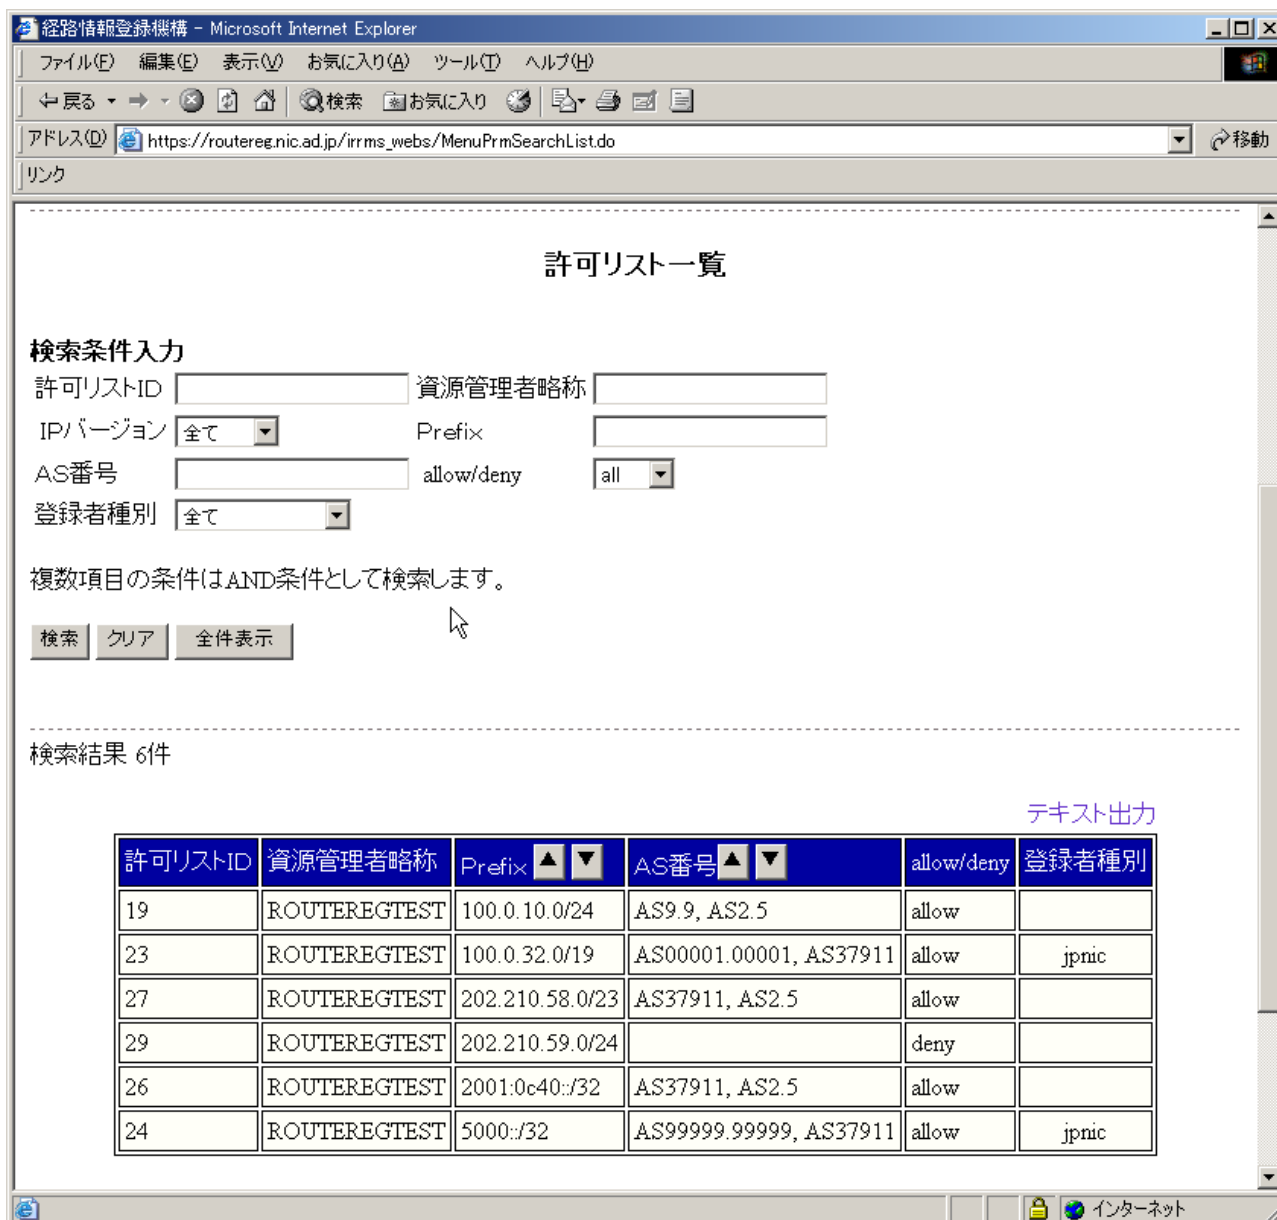 経路情報登録機構 - Microsoft Internet Explorer
ファイル(F) 編集(E) 表示(V) お気に入り(A) ツール(T) ヘルプ(H)
戻る 検索 お気に入り
アドレス(D) https://routereg.nic.ad.jp/irrms_webs/MenuPrmSearchList.do 移動
リンク
許可リスト一覧
検索条件入力
許可リストID 資源管理者略称
IPバージョン 全て Prefix
AS番号 allow/deny all
登録者種別 全て
複数項目の条件はAND条件として検索します。
検索 クリア 全件表示
検索結果 6件
テキスト出力
許可リストID 資源管理者略称 Prefix ▲ ▼ AS番号 ▲ ▼ allow/deny 登録者種別
19 ROUTEREGTEST 100.0.10.0/24 AS9.9, AS2.5 allow
23 ROUTEREGTEST 100.0.32.0/19 AS00001.00001, AS37911 allow jpnic
27 ROUTEREGTEST 202.210.58.0/23 AS37911, AS2.5 allow
29 ROUTEREGTEST 202.210.59.0/24 deny
26 ROUTEREGTEST 2001:0c40::/32 AS37911, AS2.5 allow
24 ROUTEREGTEST 5000::/32 AS99999.99999, AS37911 allow jpnic
インターネット